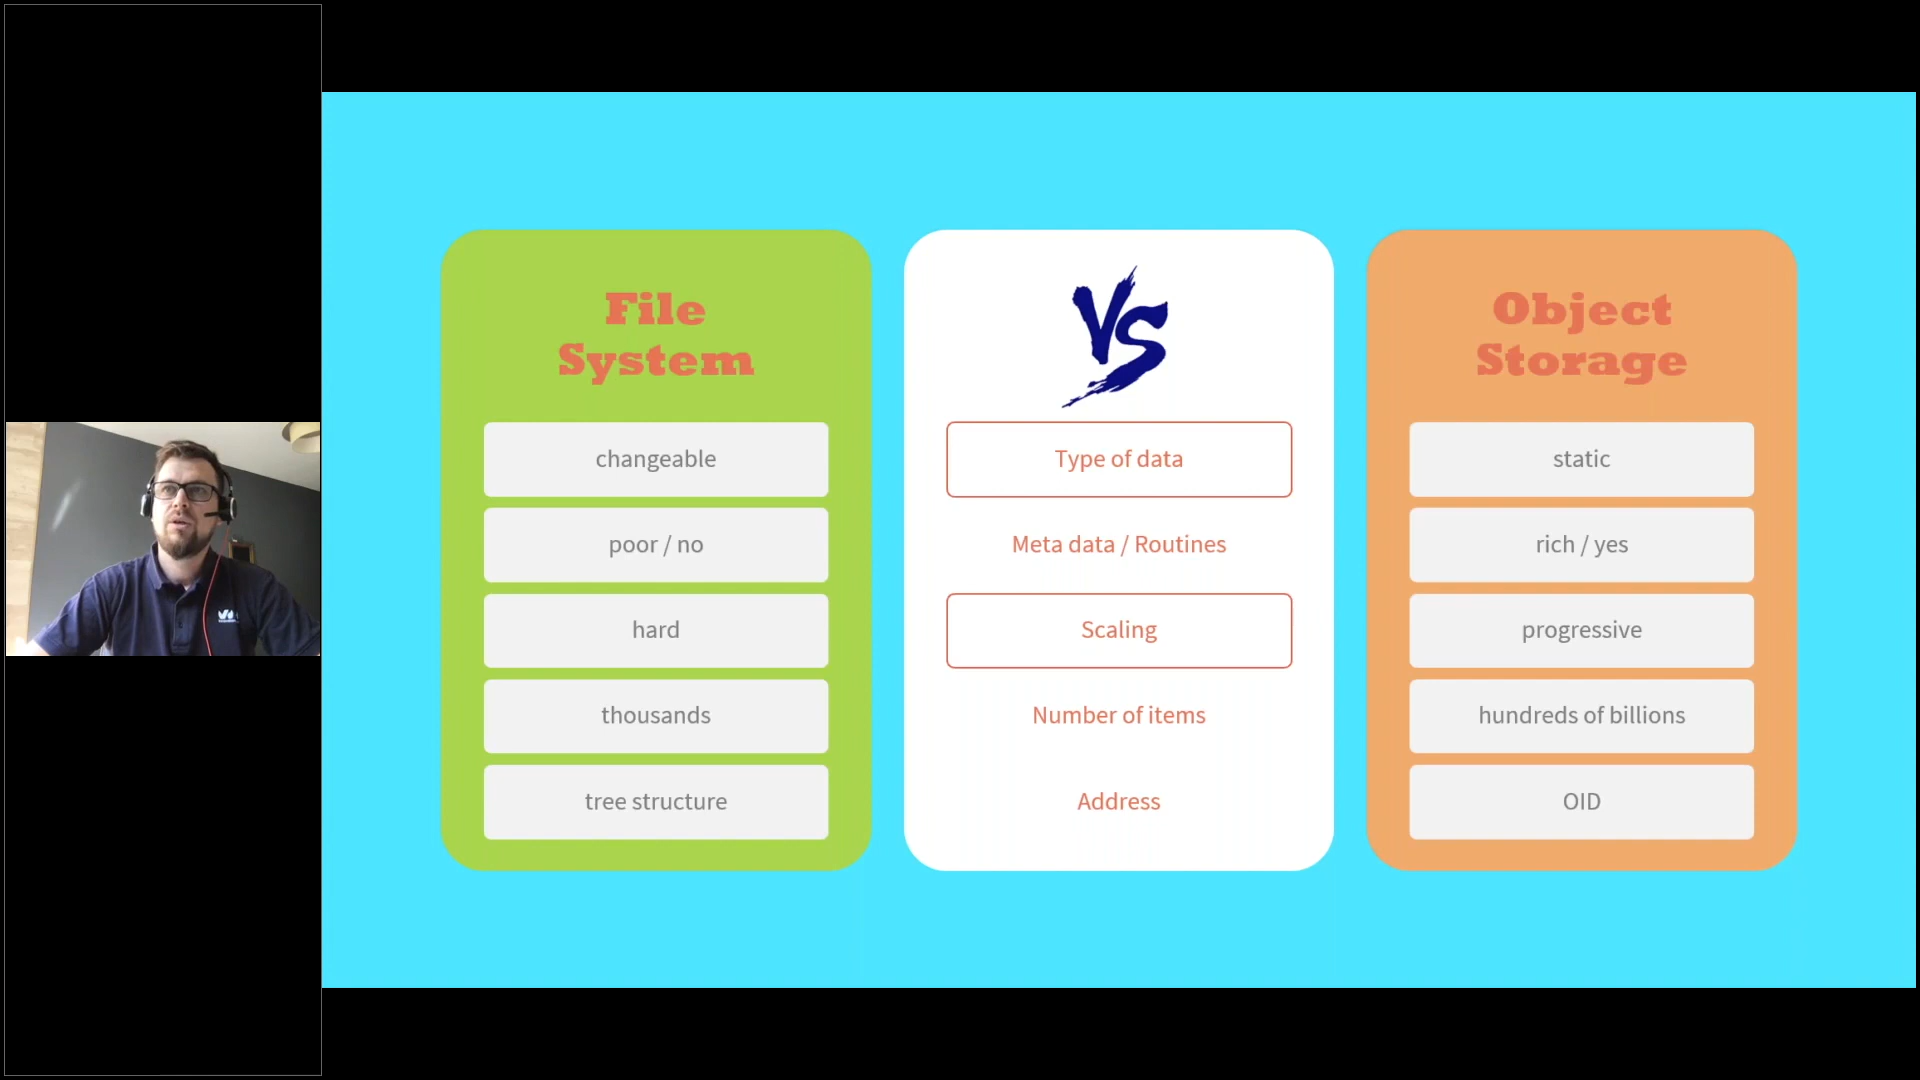 File
System
changeable
poor / no
hard
thousands
tree structure
VS
Type of data
Meta data / Routines
Scaling
Number of items
Address
Object
Storage
static
rich / yes
progressive
hundreds of billions
OID